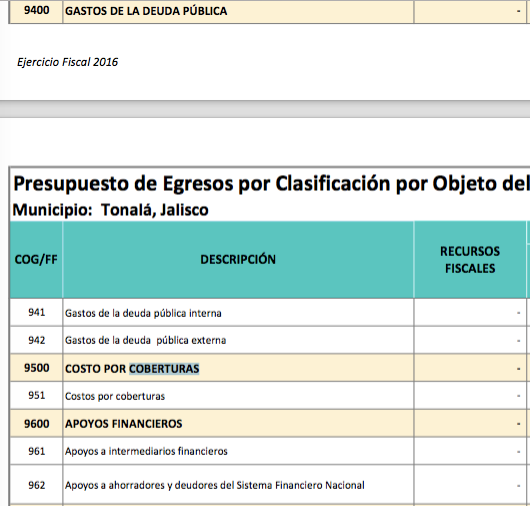 9400 GASTOS DE LA DEUDA PÚBLICA -
Ejercicio Fiscal 2016
Presupuesto de Egresos por Clasificación por Objeto del
Municipio: Tonalá, Jalisco
COG/FF DESCRIPCIÓN RECURSOS
FISCALES
941 Gastos de la deuda pública interna -
942 Gastos de la deuda pública externa -
9500 COSTO POR COBERTURAS -
951 Costos por coberturas -
9600 APOYOS FINANCIEROS -
961 Apoyos a intermediarios financieros -
962 Apoyos a ahorradores y deudores del Sistema Financiero Nacional -